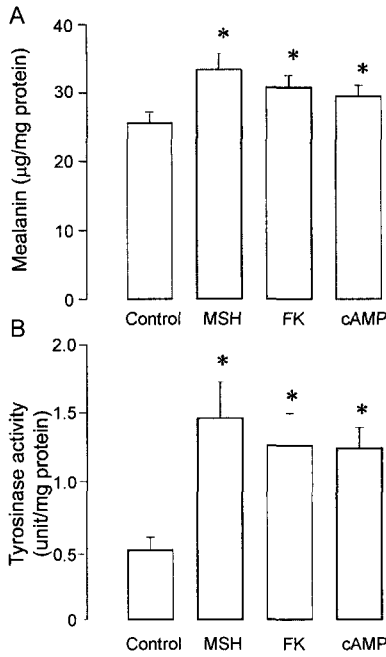 A
Mealanin (μg/mg protein)
40
30
20
10
0
*
*
*
Control MSH FK cAMP
B
Tyrosinase activity
(unit/mg protein)
2.0
1.5
1.0
0.5
0
*
*
*
Control MSH FK cAMP